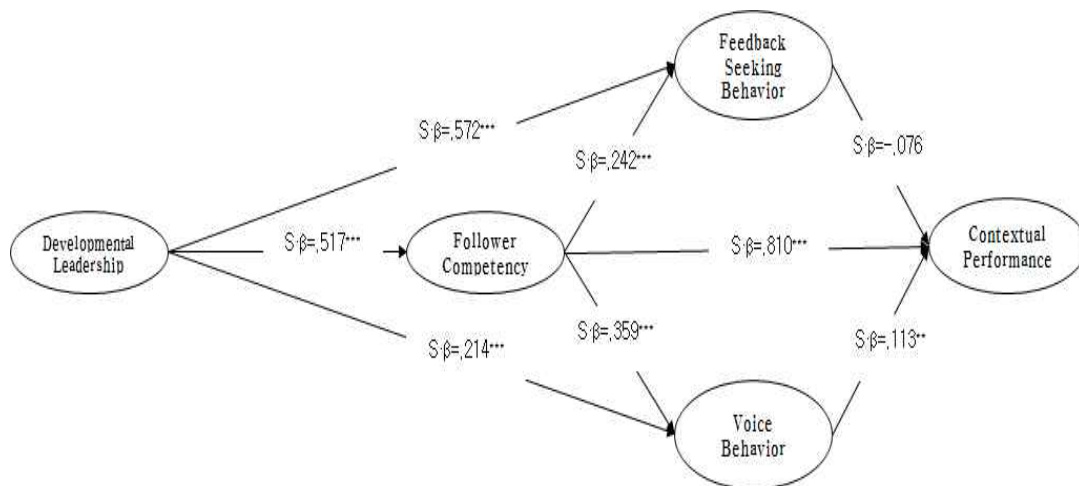 Feedback
Seeking
Behavior
S·β=,572***
S·β=,242***
S·β=-,076
Developmental
Leadership
S·β=,517***
Follower
Competency
S·β=,810***
Contextual
Performance
S·β=,214***
S·β=,359***
S·β=,113**
Voice
Behavior